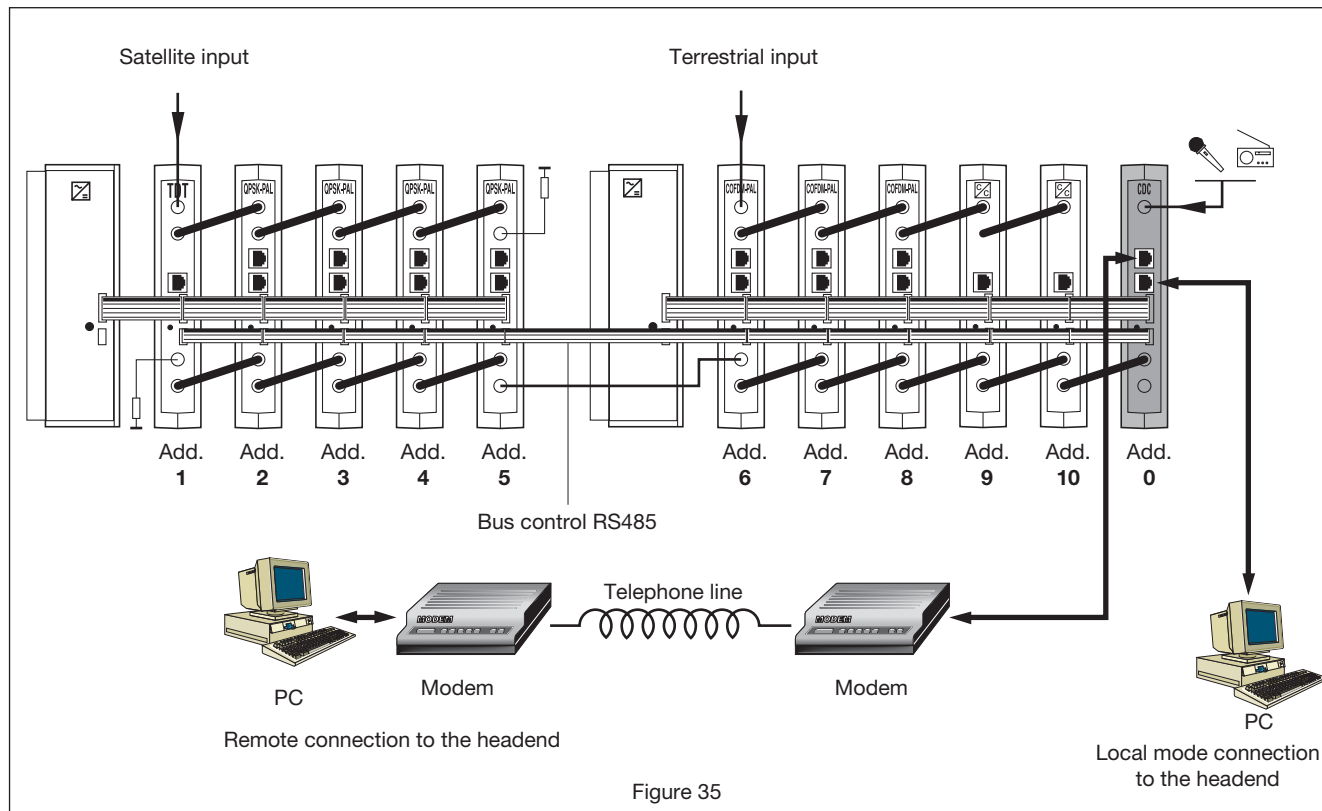 Satellite input
Terrestrial input
TDT
QPSK-PAL
QPSK-PAL
QPSK-PAL
QPSK-PAL
COFDM-PAL
COFDM-PAL
COFDM-PAL
C/C
C/C
CDC
Add. 1
Add. 2
Add. 3
Add. 4
Add. 5
Add. 6
Add. 7
Add. 8
Add. 9
Add. 10
Add. 0
Bus control RS485
Telephone line
MODEM
MODEM
PC
Modem
Modem
PC
Remote connection to the headend
Local mode connection
to the headend
Figure 35